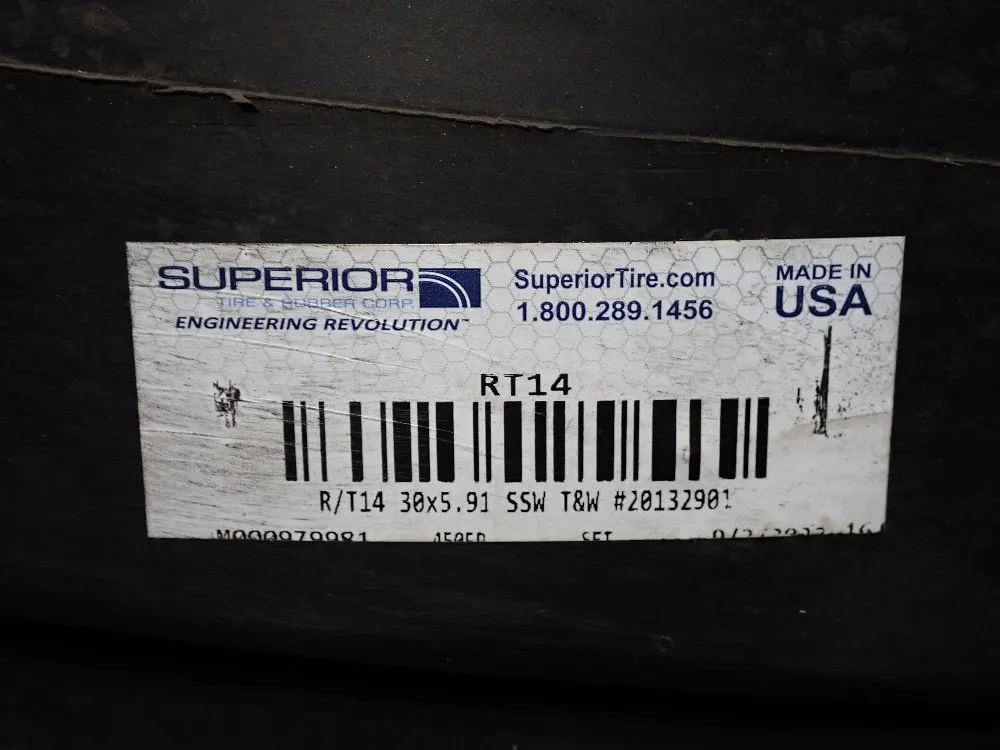 SUPERIOR
TIRE & RUBBER CORP.
ENGINEERING REVOLUTION™
SuperiorTire.com
1.800.289.1456
MADE IN
USA
RT14
R/T14 30x5.91 SSW T&W #20132901
SET